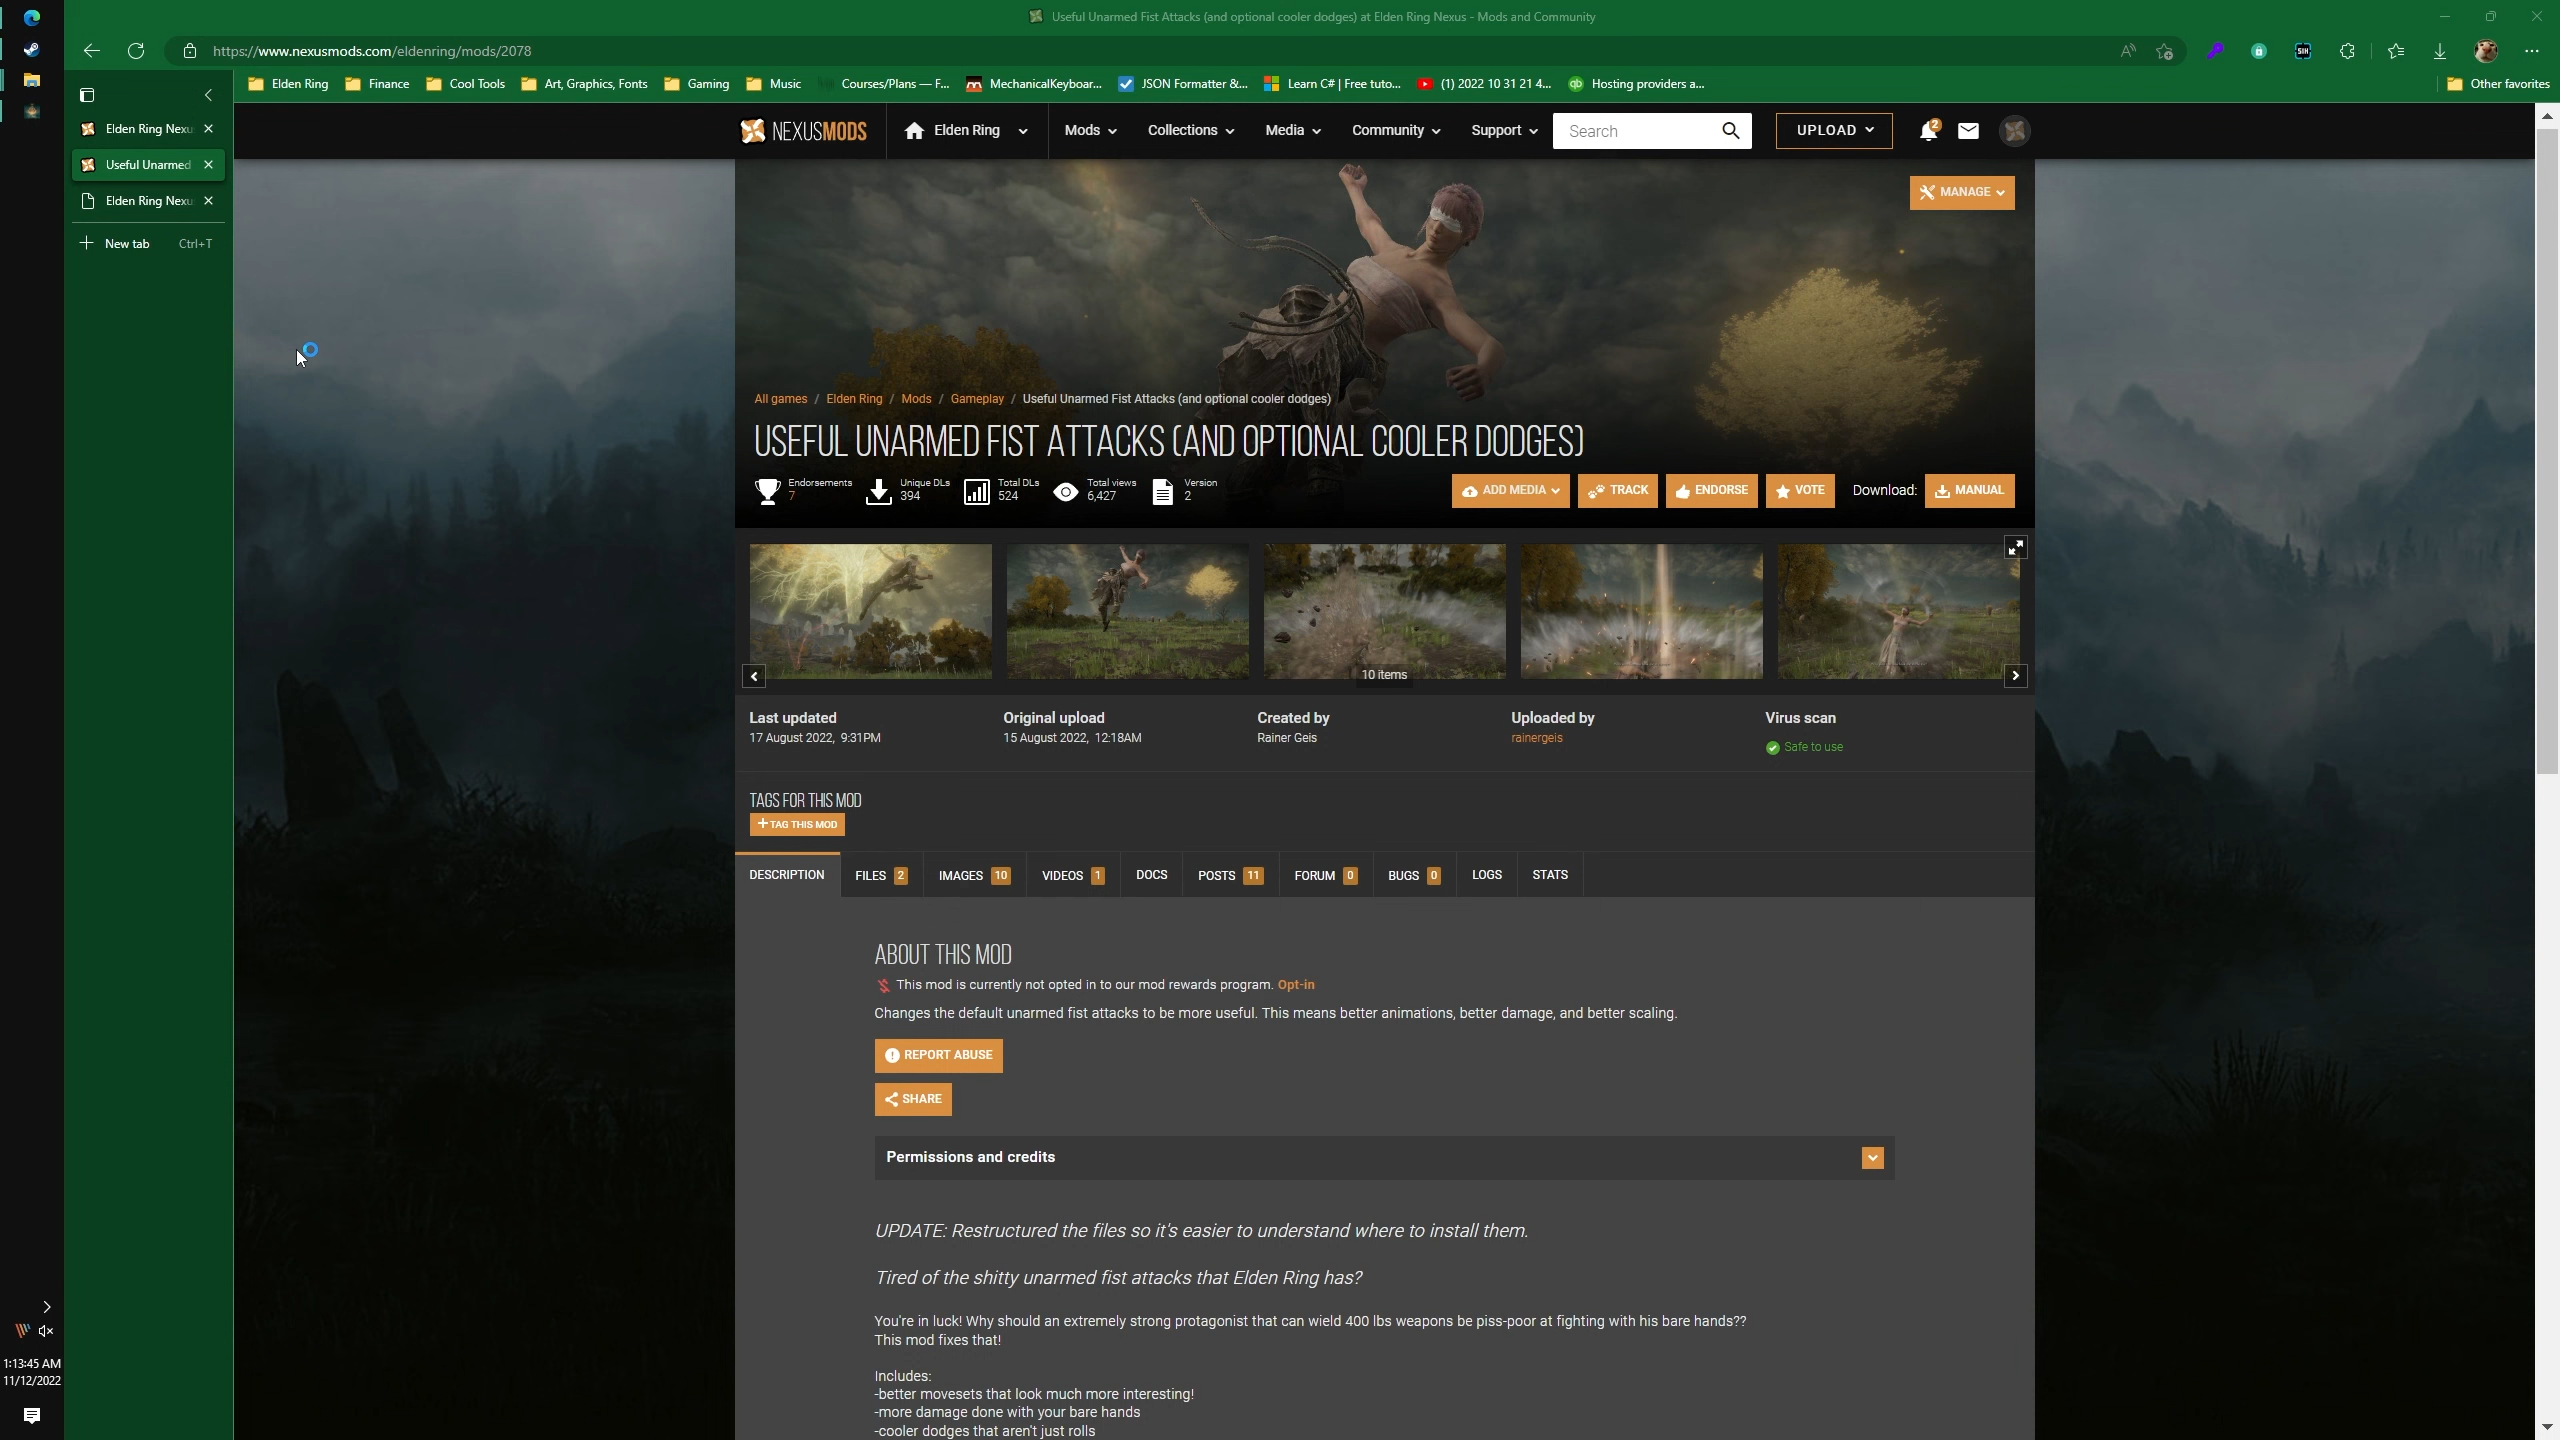 Useful Unarmed Fist Attacks (and optional cooler dodges) at Elden Ring Nexus - Mods and Community
https://www.nexusmods.com/eldenring/mods/2078
Elden Ring
Finance
Cool Tools
Art, Graphics, Fonts
Gaming
Music
Courses/Plans — F...
MechanicalKeyboar...
JSON Formatter &...
Learn C# | Free tuto...
(1) 2022 10 31 21 4...
Hosting providers a...
Other favorites
Elden Ring Nexu
Useful Unarmed
Elden Ring Nexu
New tab Ctrl+T
NEXUSMODS
Elden Ring
Mods
Collections
Media
Community
Support
Search
UPLOAD
2
MANAGE
All games / Elden Ring / Mods / Gameplay / Useful Unarmed Fist Attacks (and optional cooler dodges)
USEFUL UNARMED FIST ATTACKS (AND OPTIONAL COOLER DODGES)
Endorsements
7
Unique DLs
394
Total DLs
524
Total views
6,427
Version
2
ADD MEDIA
TRACK
ENDORSE
VOTE
Download:
MANUAL
10 items
Last updated
17 August 2022, 9:31PM
Original upload
15 August 2022, 12:18AM
Created by
Rainer Geis
Uploaded by
rainergeis
Virus scan
Safe to use
TAGS FOR THIS MOD
TAG THIS MOD
DESCRIPTION
FILES 2
IMAGES 10
VIDEOS 1
DOCS
POSTS 11
FORUM 0
BUGS 0
LOGS
STATS
ABOUT THIS MOD
This mod is currently not opted in to our mod rewards program. Opt-in
Changes the default unarmed fist attacks to be more useful. This means better animations, better damage, and better scaling.
REPORT ABUSE
SHARE
Permissions and credits
UPDATE: Restructured the files so it's easier to understand where to install them.
Tired of the shitty unarmed fist attacks that Elden Ring has?
You're in luck! Why should an extremely strong protagonist that can wield 400 lbs weapons be piss-poor at fighting with his bare hands??
This mod fixes that!
Includes:
-better movesets that look much more interesting!
-more damage done with your bare hands
-cooler dodges that aren't just rolls
1:13:45 AM
11/12/2022